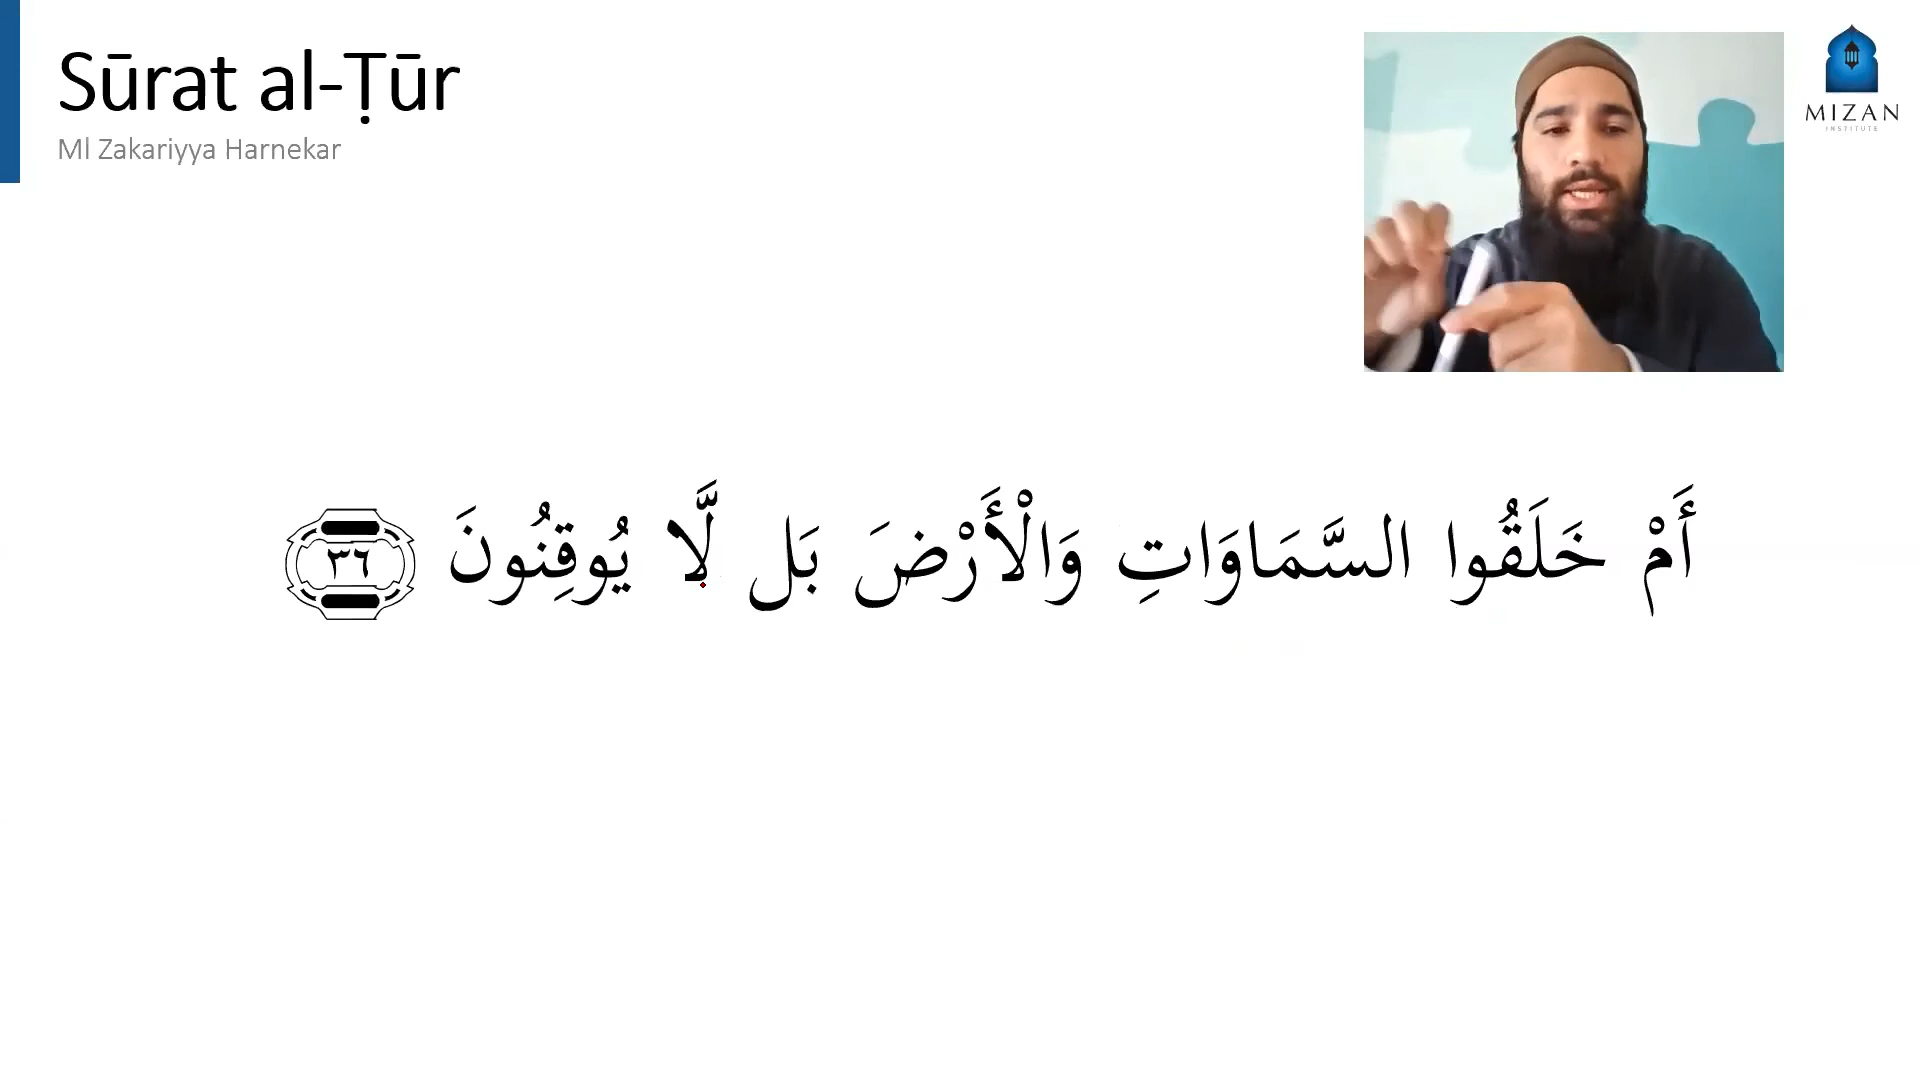 Sūrat al-Ṭūr
Ml Zakariyya Harnekar
MIZAN
INSTITUTE
أَمْ خَلَقُوا السَّمَاوَاتِ وَالْأَرْضَ بَل لَّا يُوقِنُونَ ٣٦